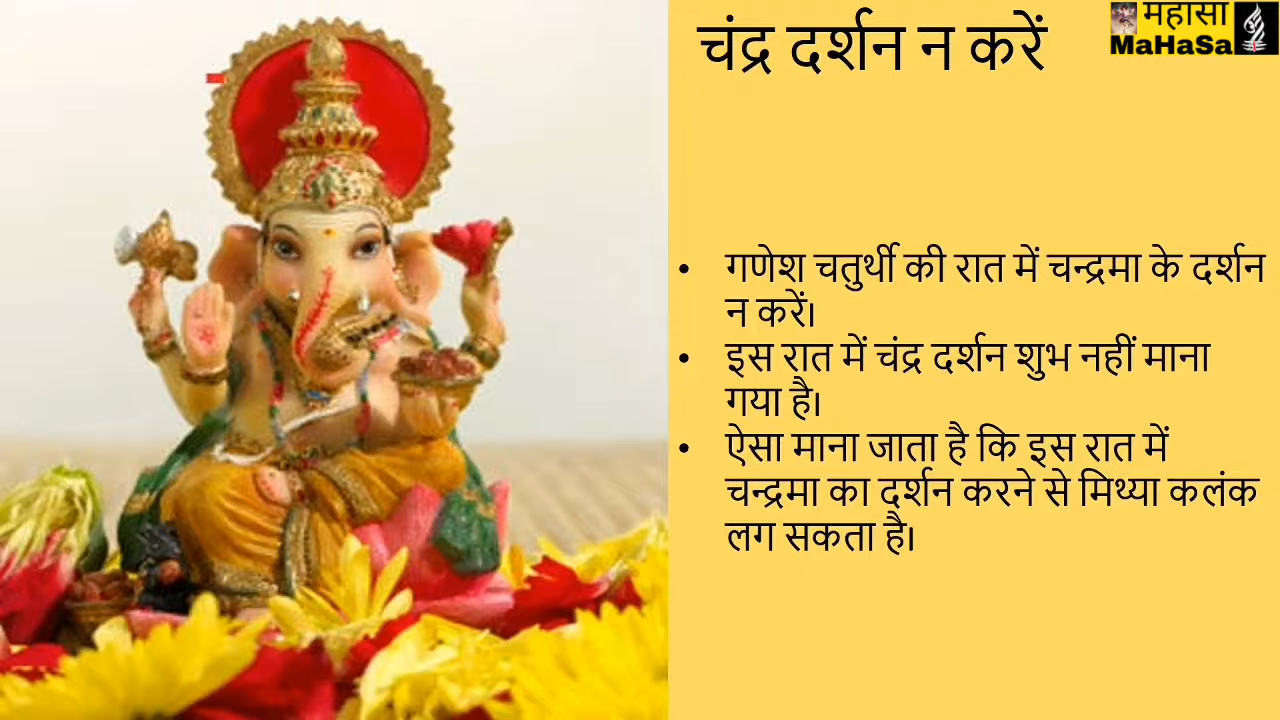 चंद्र दर्शन न करें
महासा
MaHaSa
• गणेश चतुर्थी की रात में चन्द्रमा के दर्शन
न करें।
• इस रात में चंद्र दर्शन शुभ नहीं माना
गया है।
• ऐसा माना जाता है कि इस रात में
चन्द्रमा का दर्शन करने से मिथ्या कलंक
लग सकता है।